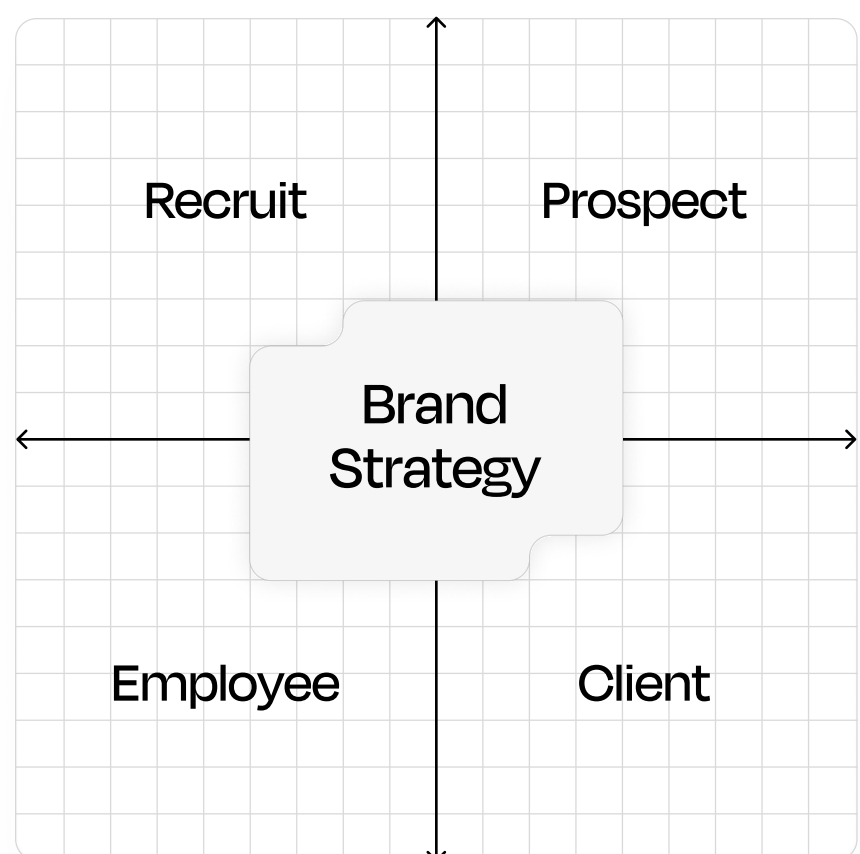 Recruit
Prospect
Brand
Strategy
Employee
Client